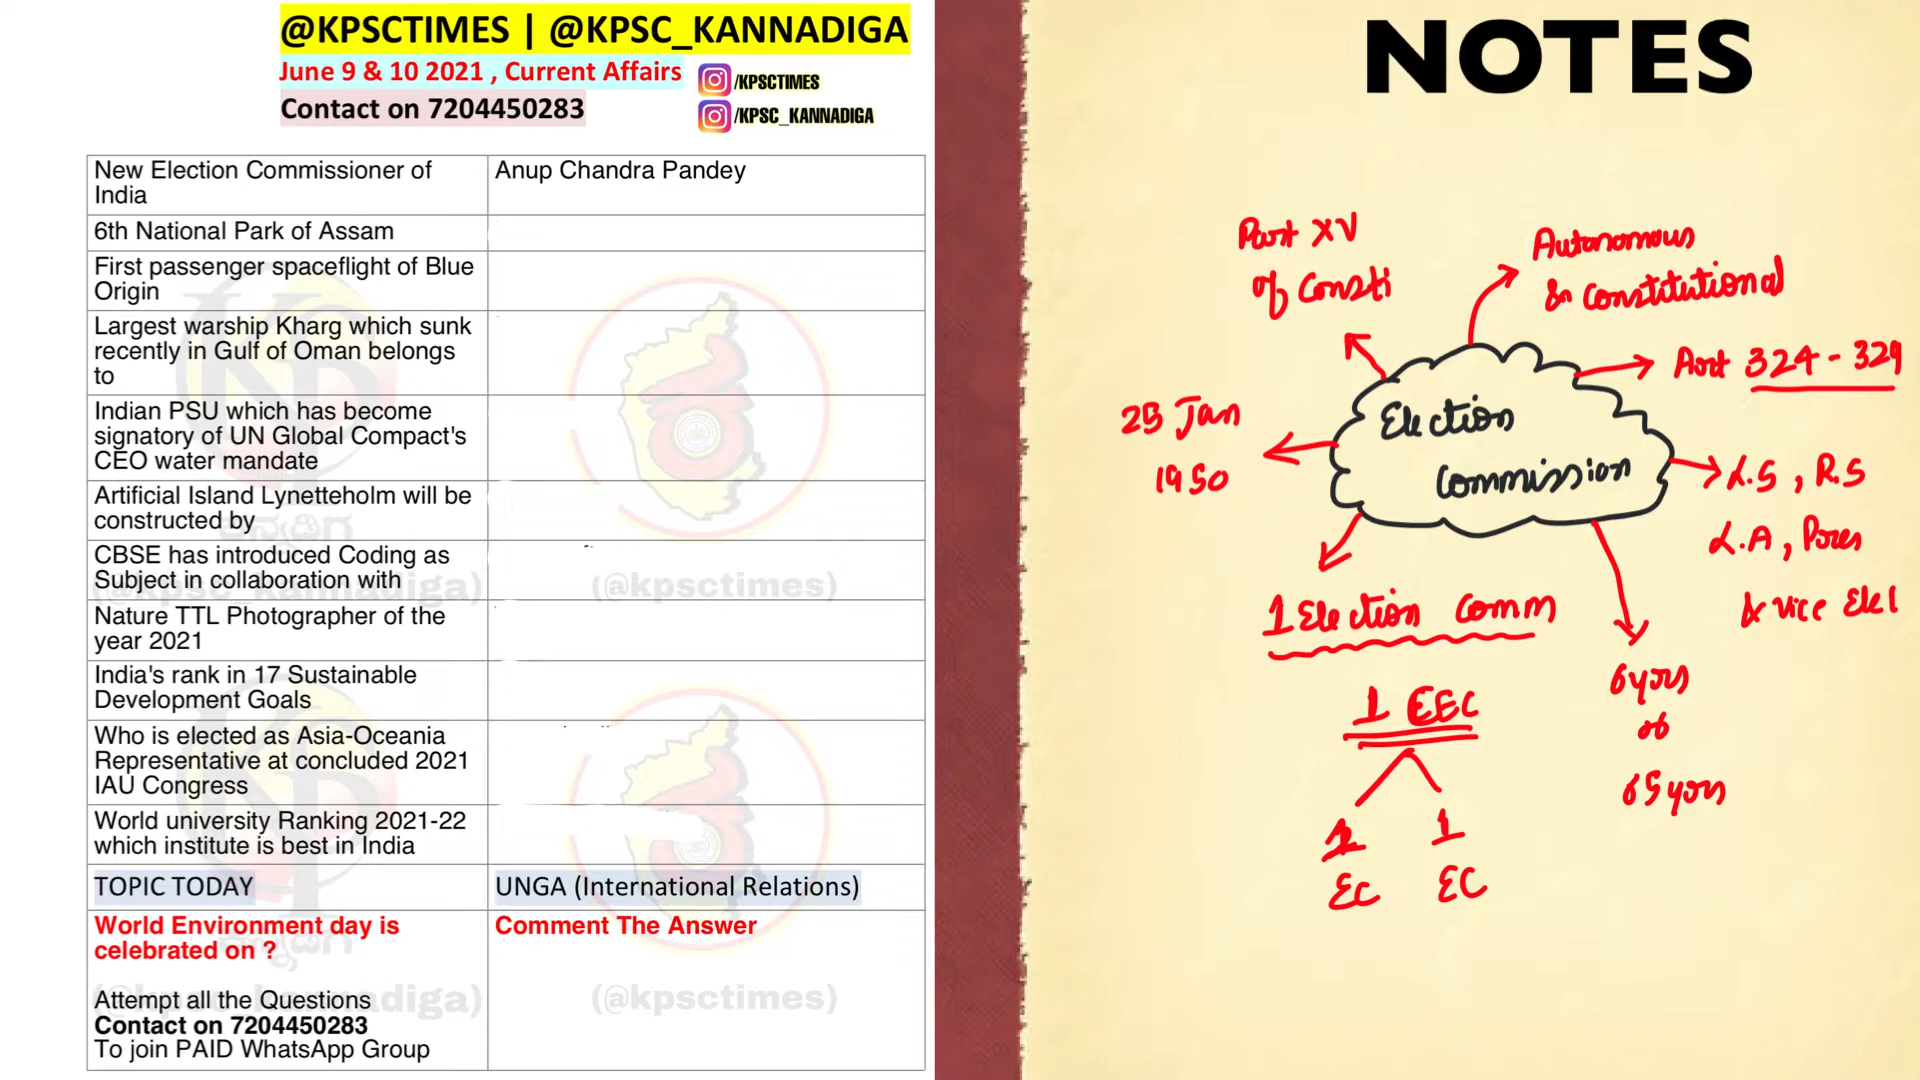 @KPSCTIMES | @KPSC_KANNADIGA
June 9 & 10 2021 , Current Affairs
/KPSCTIMES
Contact on 7204450283
/KPSC_KANNADIGA
New Election Commissioner of
India
Anup Chandra Pandey
6th National Park of Assam
First passenger spaceflight of Blue
Origin
Largest warship Kharg which sunk
recently in Gulf of Oman belongs
to
Indian PSU which has become
signatory of UN Global Compact's
CEO water mandate
Artificial Island Lynetteholm will be
constructed by
CBSE has introduced Coding as
Subject in collaboration with
(@kpsc_kannadiga)
(@kpsctimes)
Nature TTL Photographer of the
year 2021
India's rank in 17 Sustainable
Development Goals
Who is elected as Asia-Oceania
Representative at concluded 2021
IAU Congress
World university Ranking 2021-22
which institute is best in India
TOPIC TODAY
UNGA (International Relations)
World Environment day is
celebrated on ?
Comment The Answer
Attempt all the Questions
(@kpsc_kannadiga)
(@kpsctimes)
Contact on 7204450283
To join PAID WhatsApp Group
NOTES
Part XV
of Consti
Autonomous
& Constitutional
Art 324 - 329
25 Jan
1950
Election
Commission
L.S , R.S
L.A , Pres
& Vice Elel
1 Election Comm
1 EEC
1
EC
1
EC
6 yrs
or
65 yrs